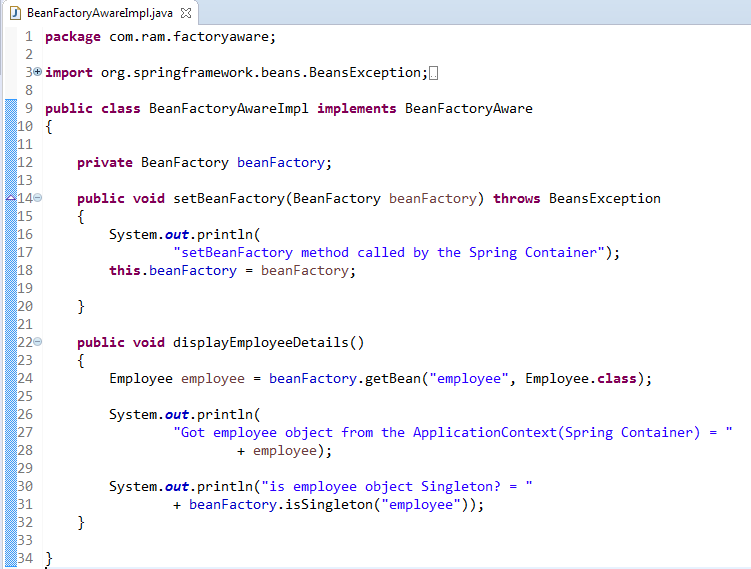 BeanFactoryAwareImpl.java
1 package com.ram.factoryaware;
2
3 import org.springframework.beans.BeansException;
8
9 public class BeanFactoryAwareImpl implements BeanFactoryAware
10 {
11
12     private BeanFactory beanFactory;
13
14     public void setBeanFactory(BeanFactory beanFactory) throws BeansException
15     {
16         System.out.println(
17                 "setBeanFactory method called by the Spring Container");
18         this.beanFactory = beanFactory;
19
20     }
21
22     public void displayEmployeeDetails()
23     {
24         Employee employee = beanFactory.getBean("employee", Employee.class);
25
26         System.out.println(
27                 "Got employee object from the ApplicationContext(Spring Container) = "
28                         + employee);
29
30         System.out.println("is employee object Singleton? = "
31                 + beanFactory.isSingleton("employee"));
32     }
33
34 }